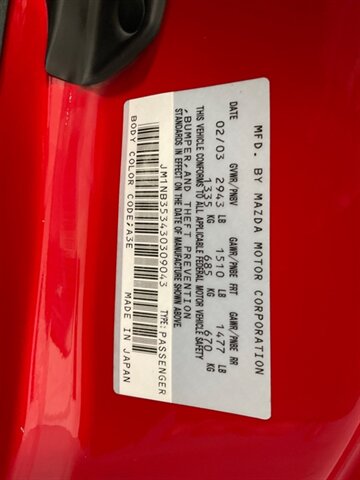 MFD. BY MAZDA MOTOR CORPORATION
DATE GVWR/PNBV GAWR/PNBE FRT GAWR/PNBE RR
02/03 2943 LB 1510 LB 1477 LB
1335 KG 685 KG 670 KG
THIS VEHICLE CONFORMS TO ALL APPLICABLE FEDERAL MOTOR VEHICLE SAFETY
,BUMPER,AND THEFT PREVENTION
STANDARDS IN EFFECT ON THE DATE OF MANUFACTURE SHOWN ABOVE.
JM1NB353430309043 TYPE:PASSENGER
BODY COLOR CODE;A3E MADE IN JAPAN